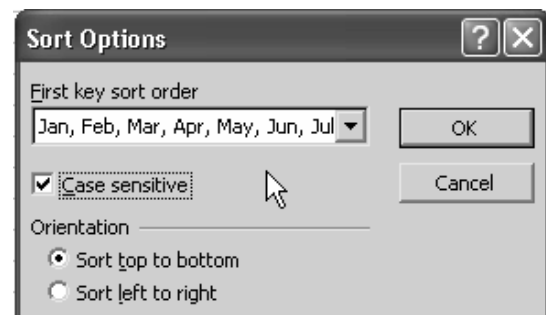 Sort Options
First key sort order
Jan, Feb, Mar, Apr, May, Jun, Jul
OK
Case sensitive
Cancel
Orientation
Sort top to bottom
Sort left to right